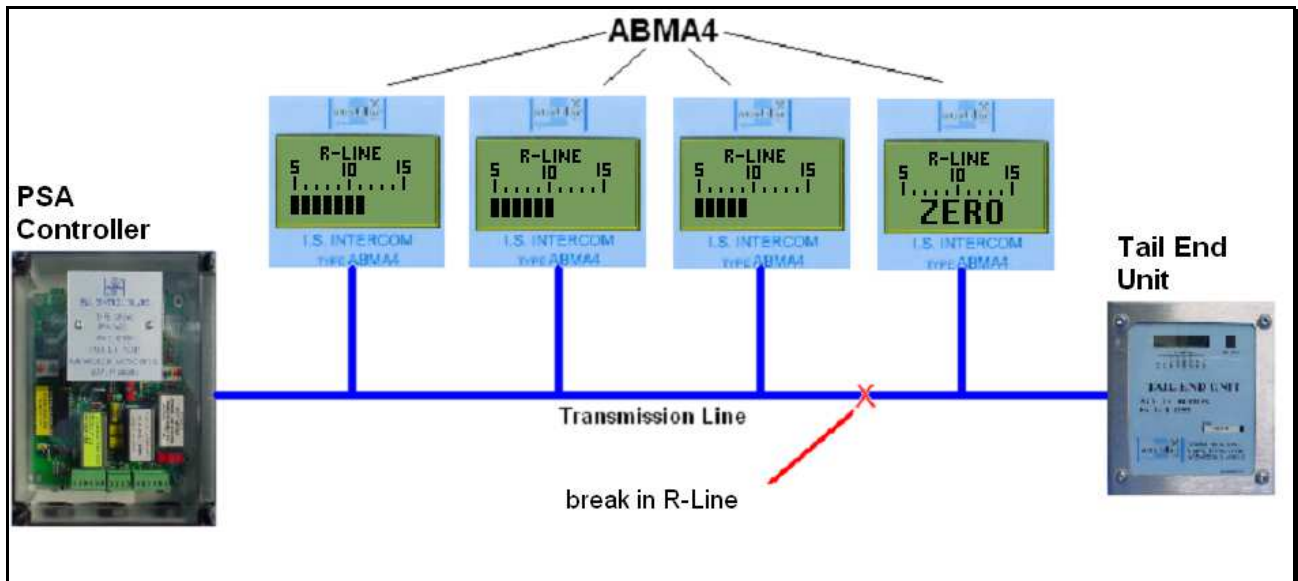 ABMA4
R-LINE
5 10 15
I.S. INTERCOM
TYPE ABMA4
R-LINE
5 10 15
I.S. INTERCOM
TYPE ABMA4
R-LINE
5 10 15
I.S. INTERCOM
TYPE ABMA4
R-LINE
5 10 15
ZERO
I.S. INTERCOM
TYPE ABMA4
PSA
Controller
Tail End
Unit
TAIL END UNIT
Transmission Line
break in R-Line